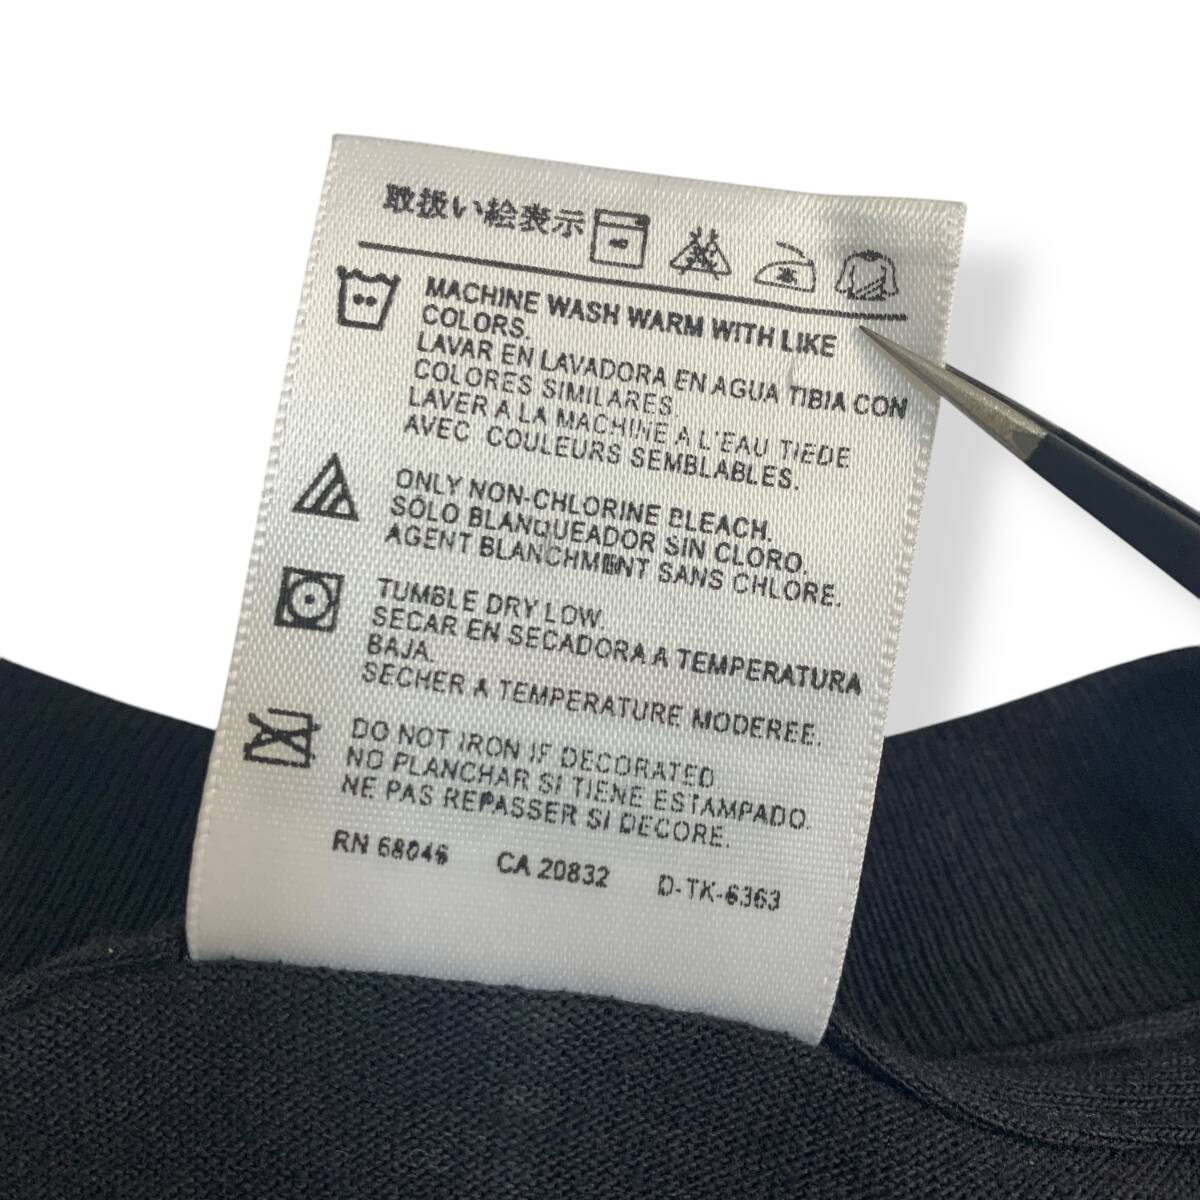 取扱い絵表示
MACHINE WASH WARM WITH LIKE
COLORS.
LAVAR EN LAVADORA EN AGUA TIBIA CON
COLORES SIMILARES.
LAVER A LA MACHINE A L'EAU TIEDE
AVEC COULEURS SEMBLABLES.
ONLY NON-CHLORINE BLEACH.
SOLO BLANQUEADOR SIN CLORO.
AGENT BLANCHMENT SANS CHLORE.
TUMBLE DRY LOW.
SECAR EN SECADORA A TEMPERATURA
BAJA.
SECHER A TEMPERATURE MODEREE.
DO NOT IRON IF DECORATED
NO PLANCHAR SI TIENE ESTAMPADO.
NE PAS REPASSER SI DECORE.
RN 68046 CA 20832 D-TK-6363